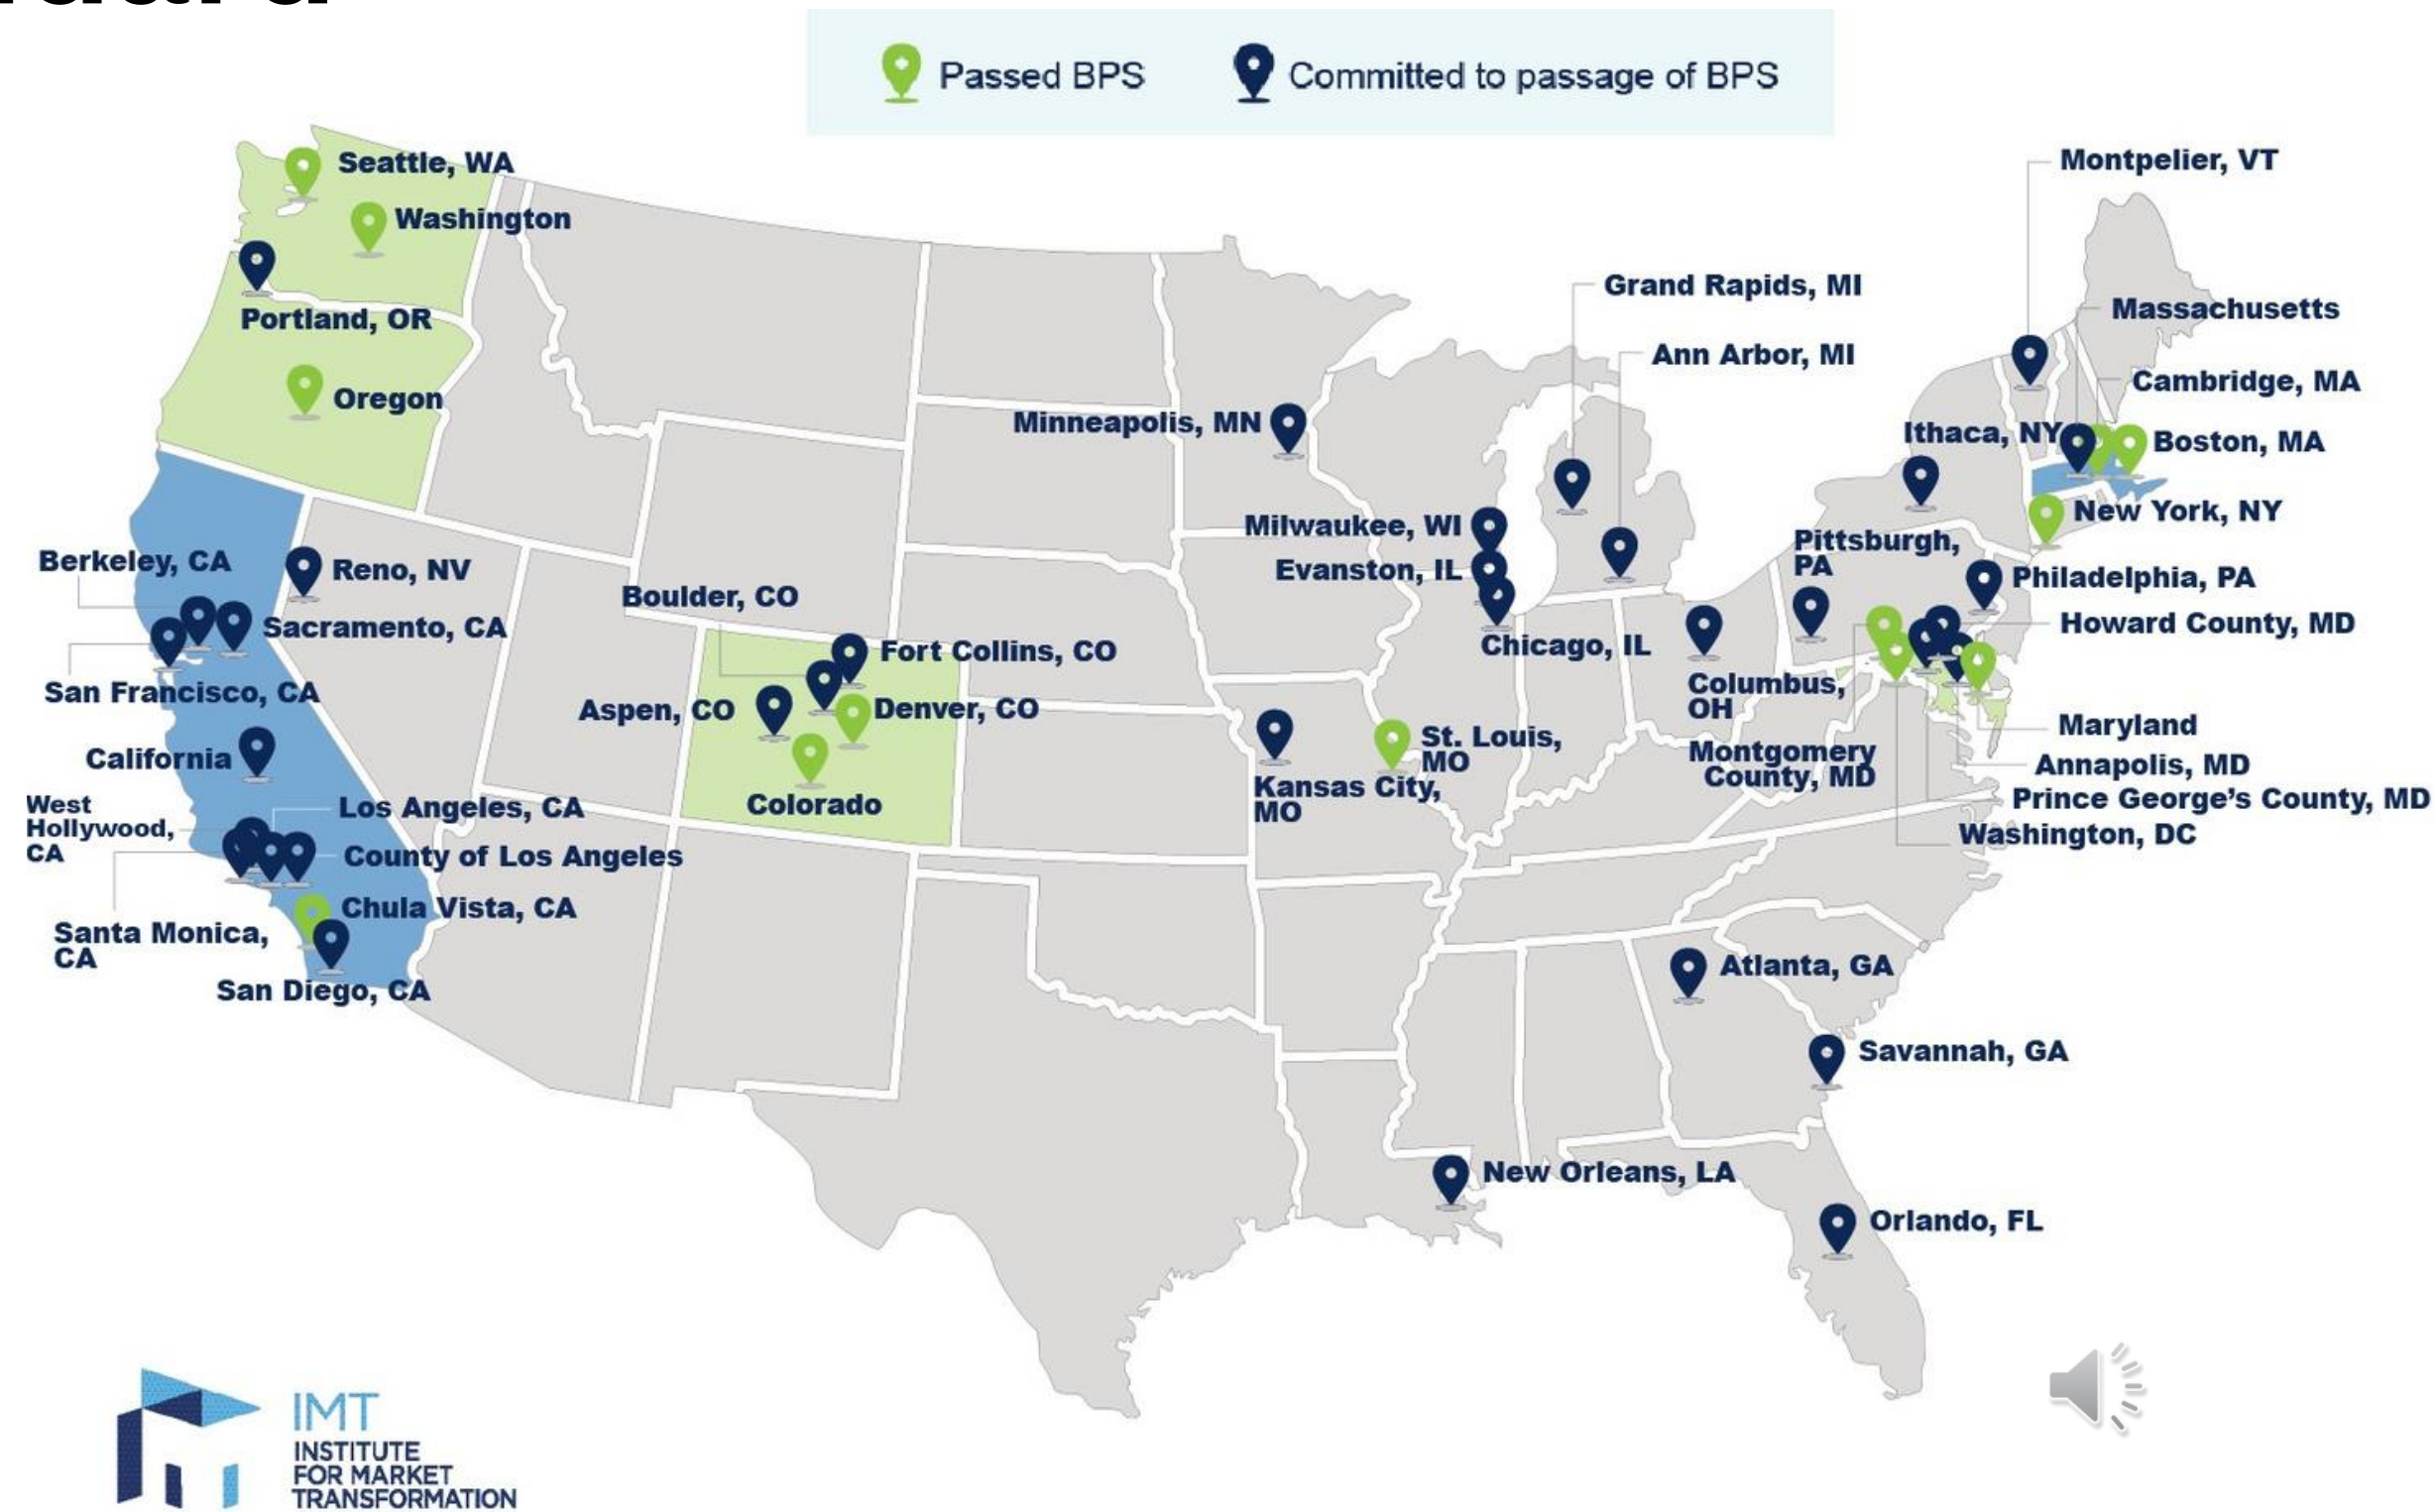 Passed BPS
Committed to passage of BPS
Seattle, WA
Washington
Portland, OR
Oregon
Berkeley, CA
Reno, NV
Sacramento, CA
San Francisco, CA
California
West
Hollywood,
CA
Los Angeles, CA
County of Los Angeles
Chula Vista, CA
Santa Monica,
CA
San Diego, CA
Boulder, CO
Fort Collins, CO
Aspen, CO
Denver, CO
Colorado
Minneapolis, MN
Milwaukee, WI
Evanston, IL
Chicago, IL
Grand Rapids, MI
Ann Arbor, MI
St. Louis,
MO
Kansas City,
MO
Columbus,
OH
Montgomery
County, MD
Pittsburgh,
PA
Montpelier, VT
Massachusetts
Cambridge, MA
Ithaca, NY
Boston, MA
New York, NY
Philadelphia, PA
Howard County, MD
Maryland
Annapolis, MD
Prince George's County, MD
Washington, DC
Atlanta, GA
Savannah, GA
New Orleans, LA
Orlando, FL
IMT
INSTITUTE
FOR MARKET
TRANSFORMATION